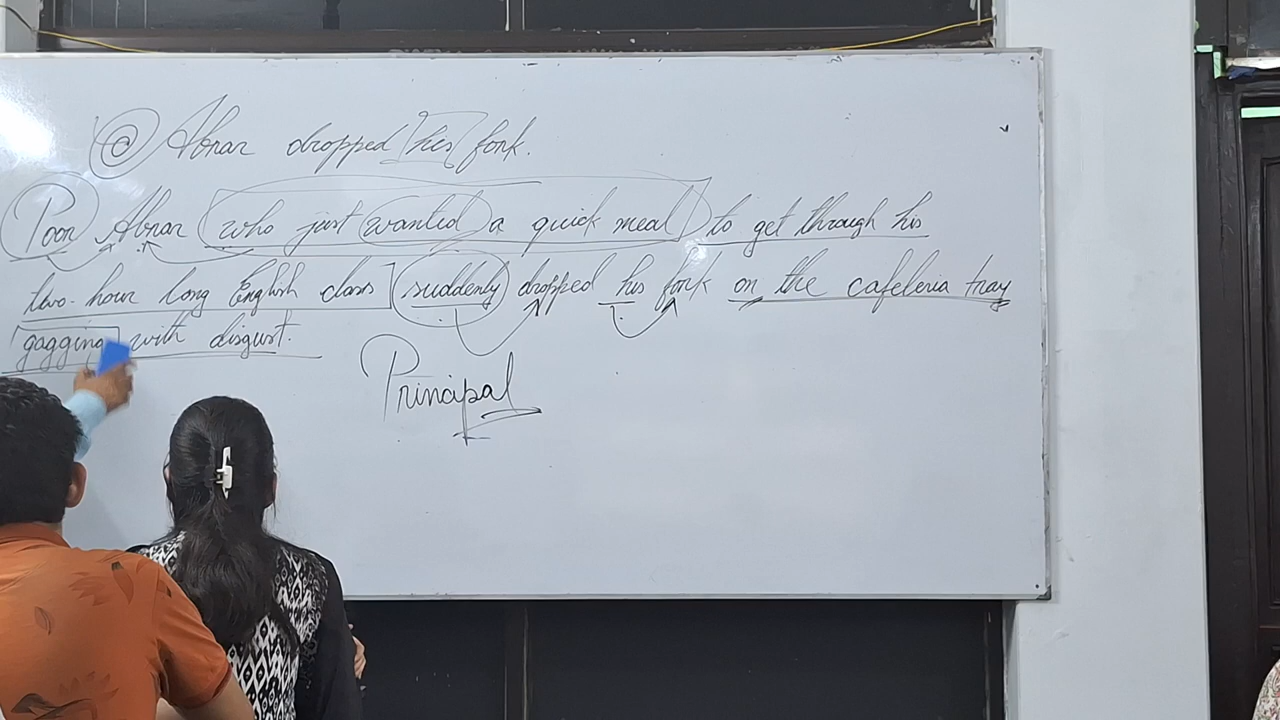 @ Abnar dropped his fork.
Poor Abnar who just wanted a quick meal to get through his
two-hour long English class suddenly dropped his fork on the cafeteria tray
gagging with disgust.
Principal